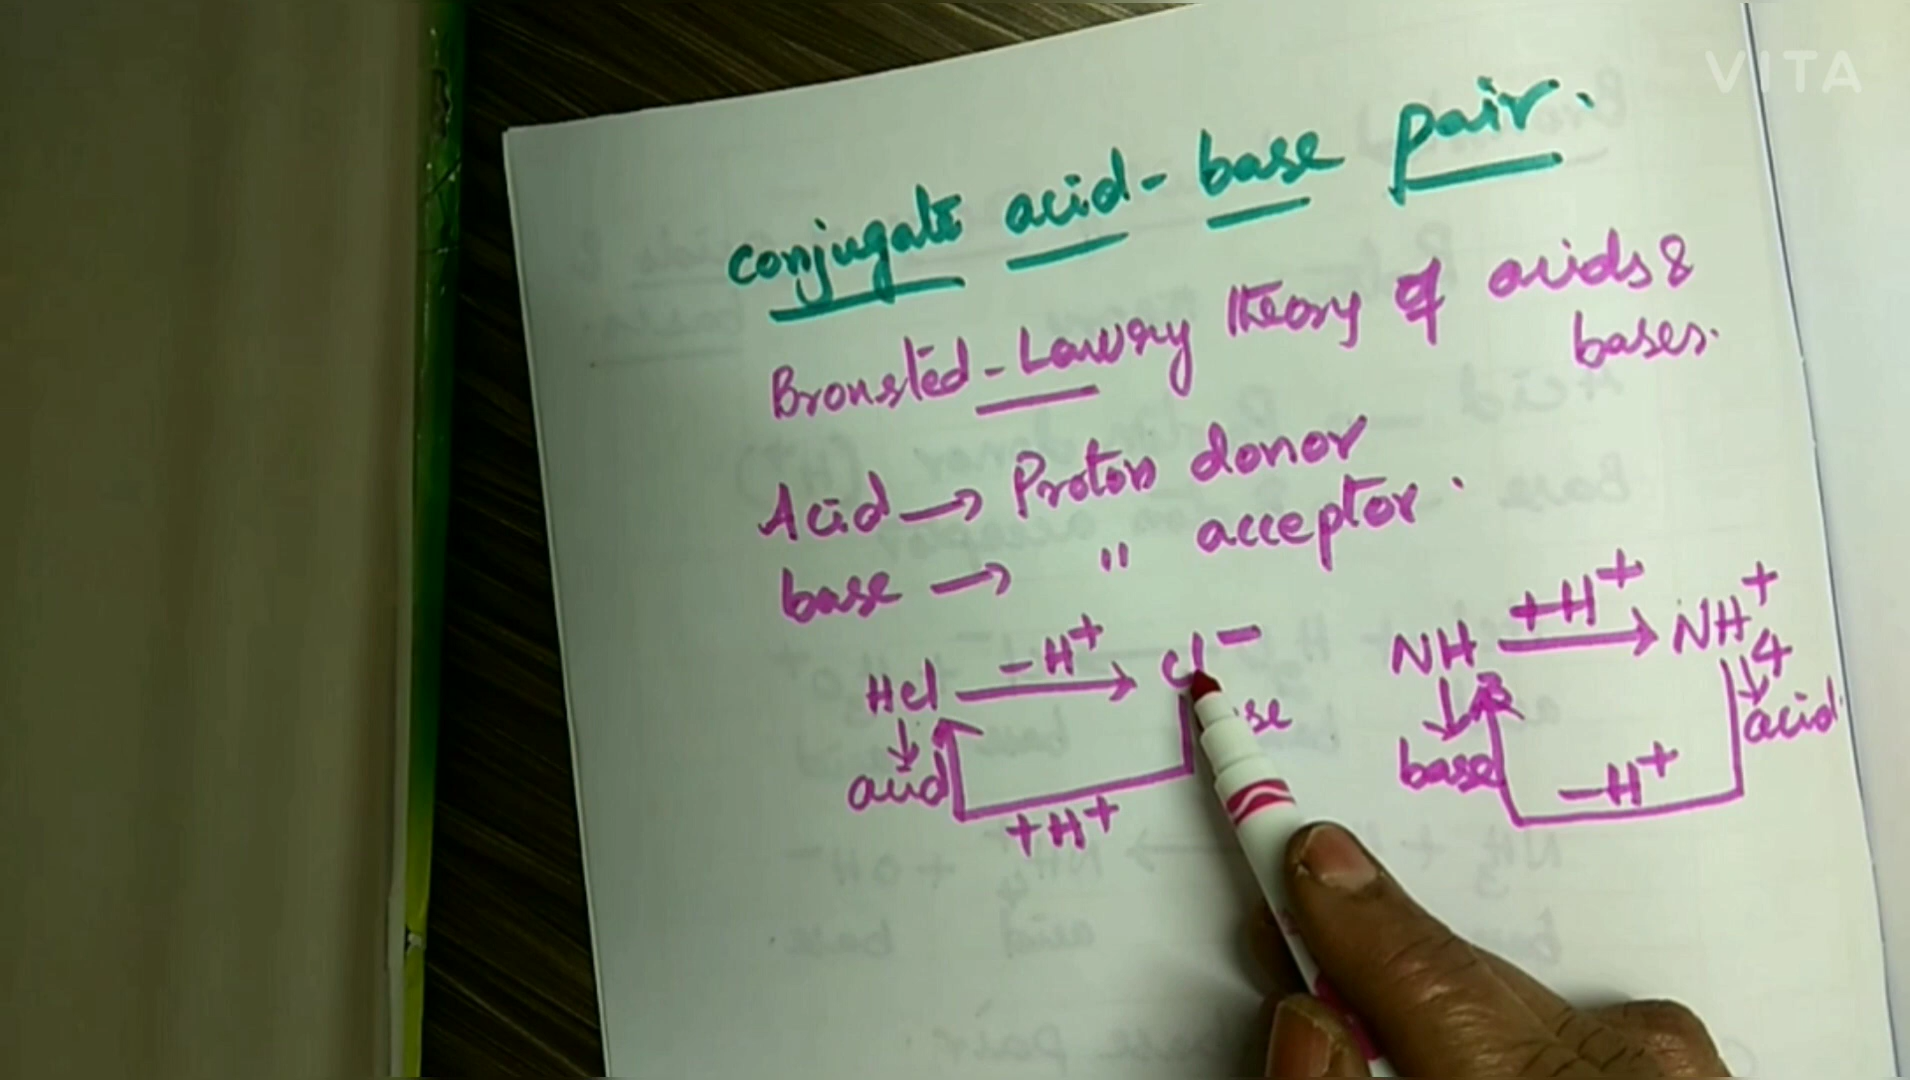 VITA
conjugate acid-base pair.
Bronsted-Lowry theory of acids &
bases.
Acid → Proton donor
base → " acceptor.
HCl -H⁺→ Cl⁻
acid
+H⁺
NH₃ +H⁺→ NH₄⁺
base
acid
-H⁺